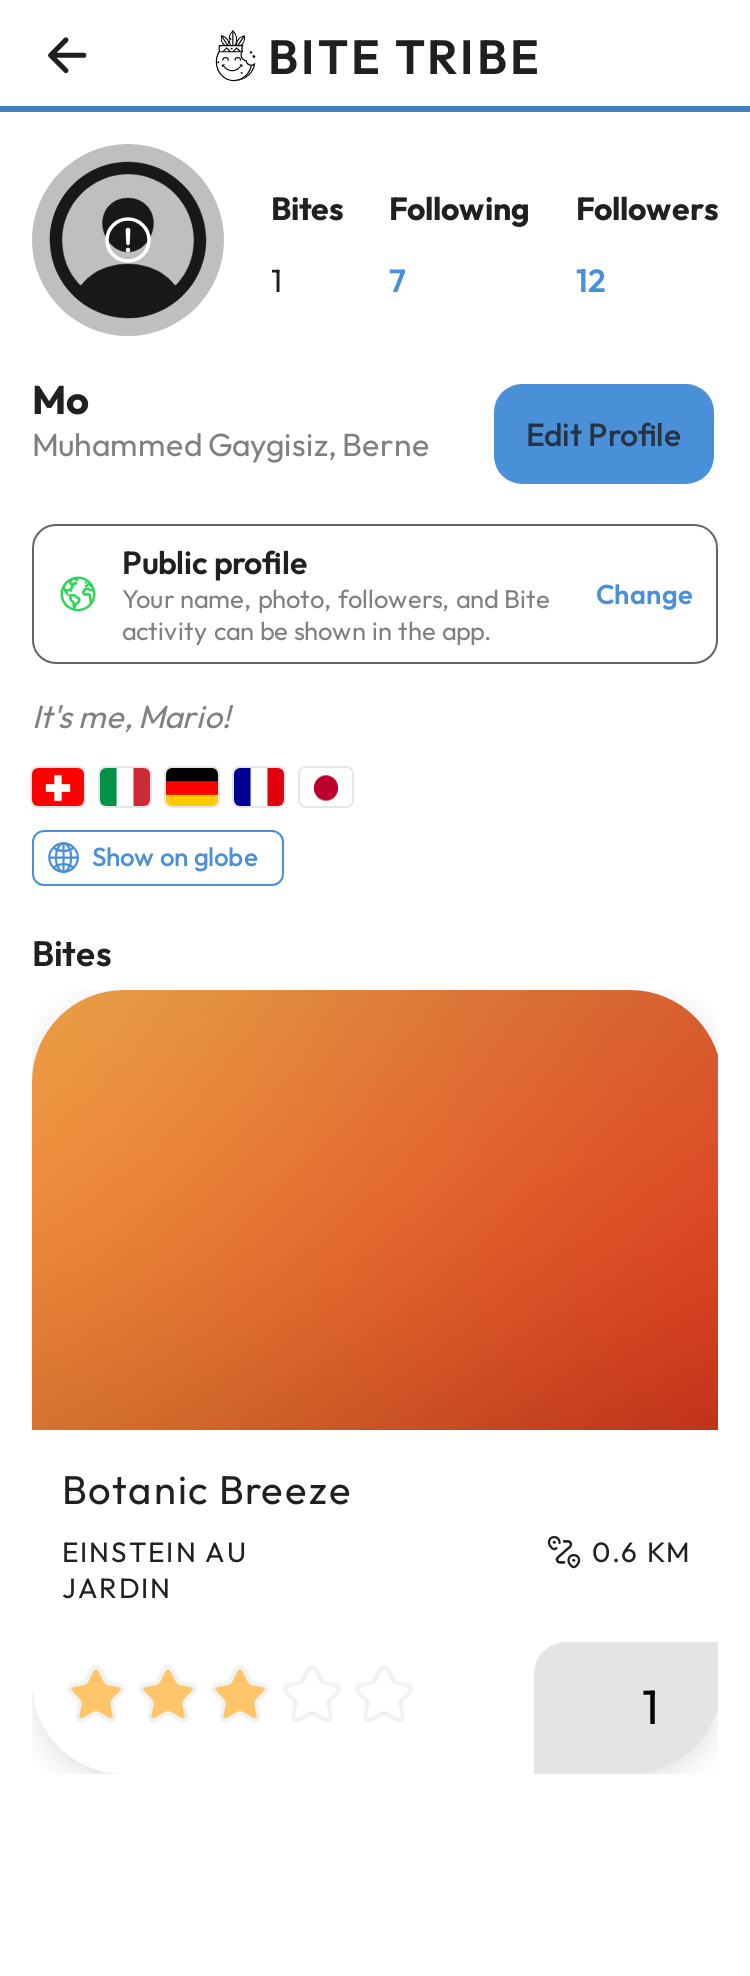 BITE TRIBE
Bites Following Followers
1 7 12
Mo
Muhammed Gaygisiz, Berne
Edit Profile
Public profile
Your name, photo, followers, and Bite
activity can be shown in the app.
Change
It's me, Mario!
Show on globe
Bites
Botanic Breeze
EINSTEIN AU
JARDIN
0.6 KM
1